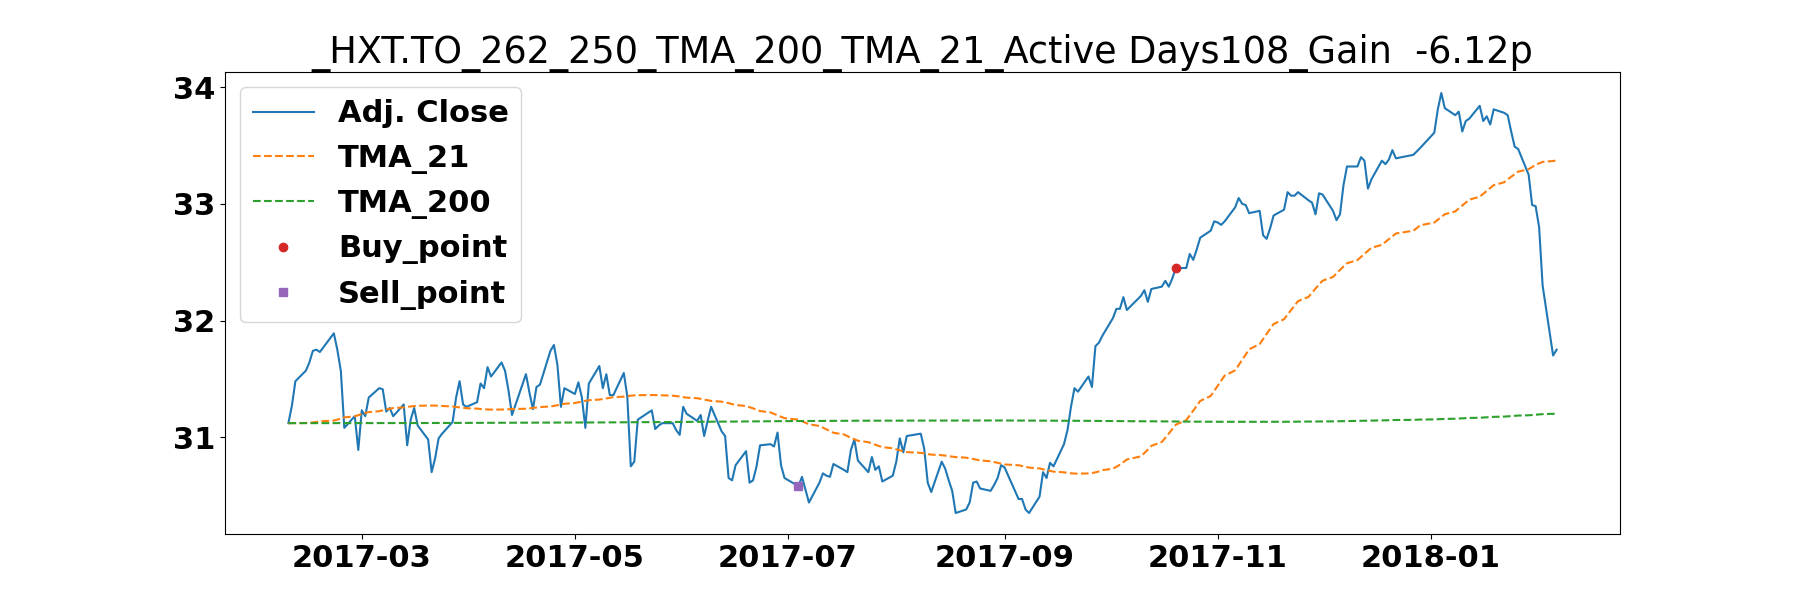 _HXT.TO_262_250_TMA_200_TMA_21_Active Days108_Gain  -6.12p
34
33
32
31
Adj. Close
TMA_21
TMA_200
Buy_point
Sell_point
2017-03 2017-05 2017-07 2017-09 2017-11 2018-01